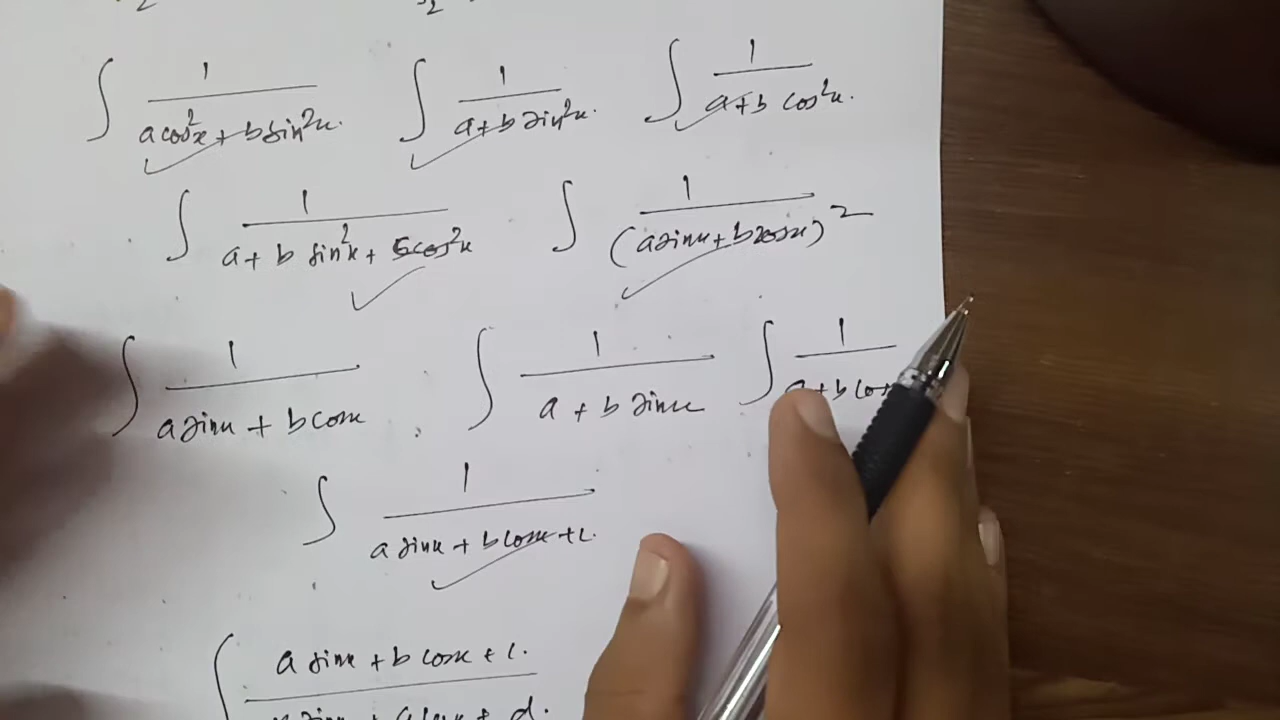 ∫ 1/(a cos²x + b sin²x) ∫ 1/(a + b sin²x) ∫ 1/(a + b cos²x)
∫ 1/(a + b sin²x + 5cos²x) ∫ 1/(a sinx + b cosx)²
∫ 1/(a sinx + b cosx) ∫ 1/(a + b sinx) ∫ 1/(a + b cos
∫ 1/(a sinx + b cosx + c)
∫ a sinx + b cosx + c.